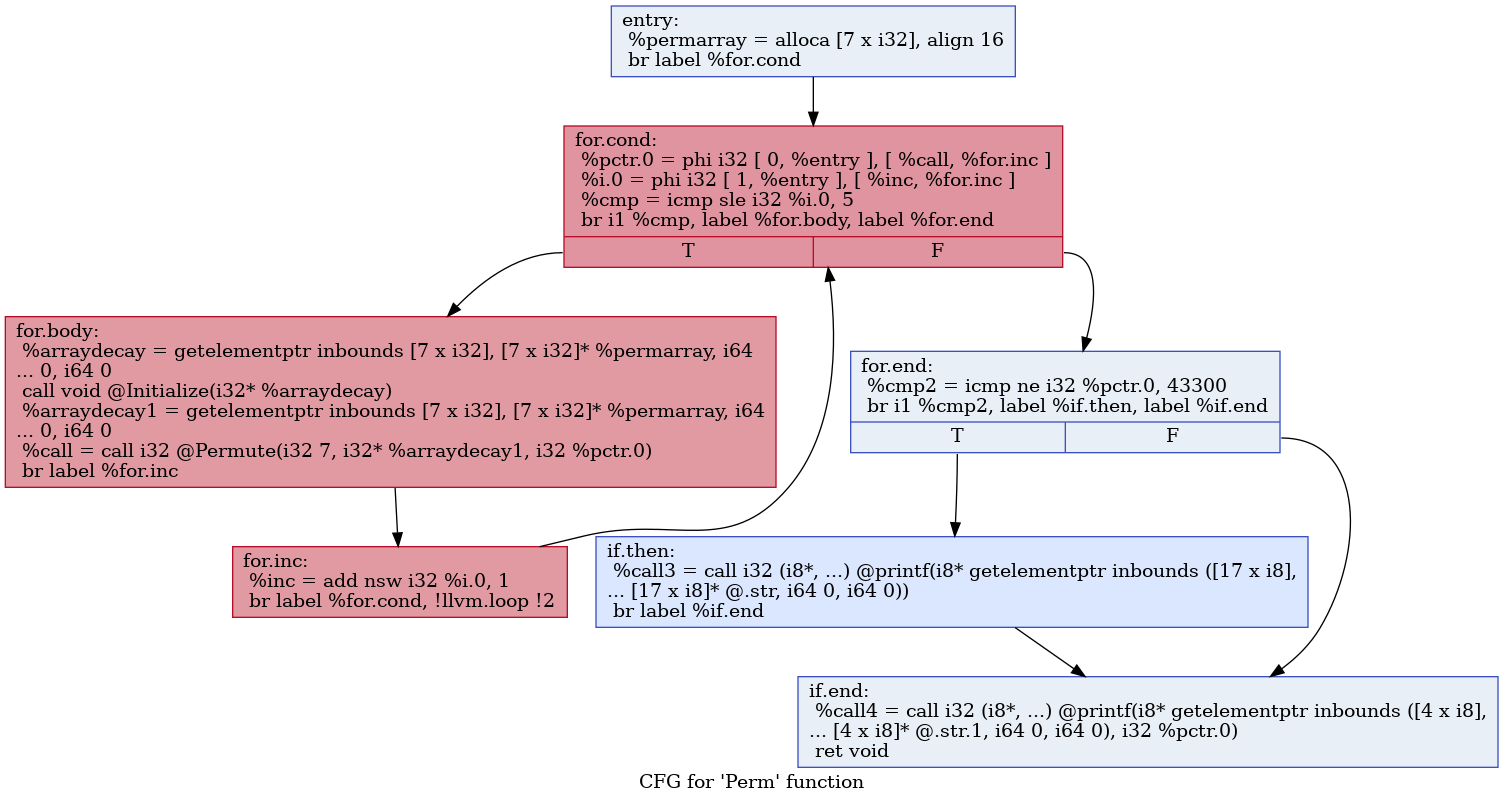 entry:
%permarray = alloca [7 x i32], align 16
br label %for.cond
for.cond:
%pctr.0 = phi i32 [ 0, %entry ], [ %call, %for.inc ]
%i.0 = phi i32 [ 1, %entry ], [ %inc, %for.inc ]
%cmp = icmp sle i32 %i.0, 5
br i1 %cmp, label %for.body, label %for.end
T
F
for.body:
%arraydecay = getelementptr inbounds [7 x i32], [7 x i32]* %permarray, i64
... 0, i64 0
call void @Initialize(i32* %arraydecay)
%arraydecay1 = getelementptr inbounds [7 x i32], [7 x i32]* %permarray, i64
... 0, i64 0
%call = call i32 @Permute(i32 7, i32* %arraydecay1, i32 %pctr.0)
br label %for.inc
for.end:
%cmp2 = icmp ne i32 %pctr.0, 43300
br i1 %cmp2, label %if.then, label %if.end
T
F
for.inc:
%inc = add nsw i32 %i.0, 1
br label %for.cond, !llvm.loop !2
if.then:
%call3 = call i32 (i8*, ...) @printf(i8* getelementptr inbounds ([17 x i8],
... [17 x i8]* @.str, i64 0, i64 0))
br label %if.end
if.end:
%call4 = call i32 (i8*, ...) @printf(i8* getelementptr inbounds ([4 x i8],
... [4 x i8]* @.str.1, i64 0, i64 0), i32 %pctr.0)
ret void
CFG for 'Perm' function